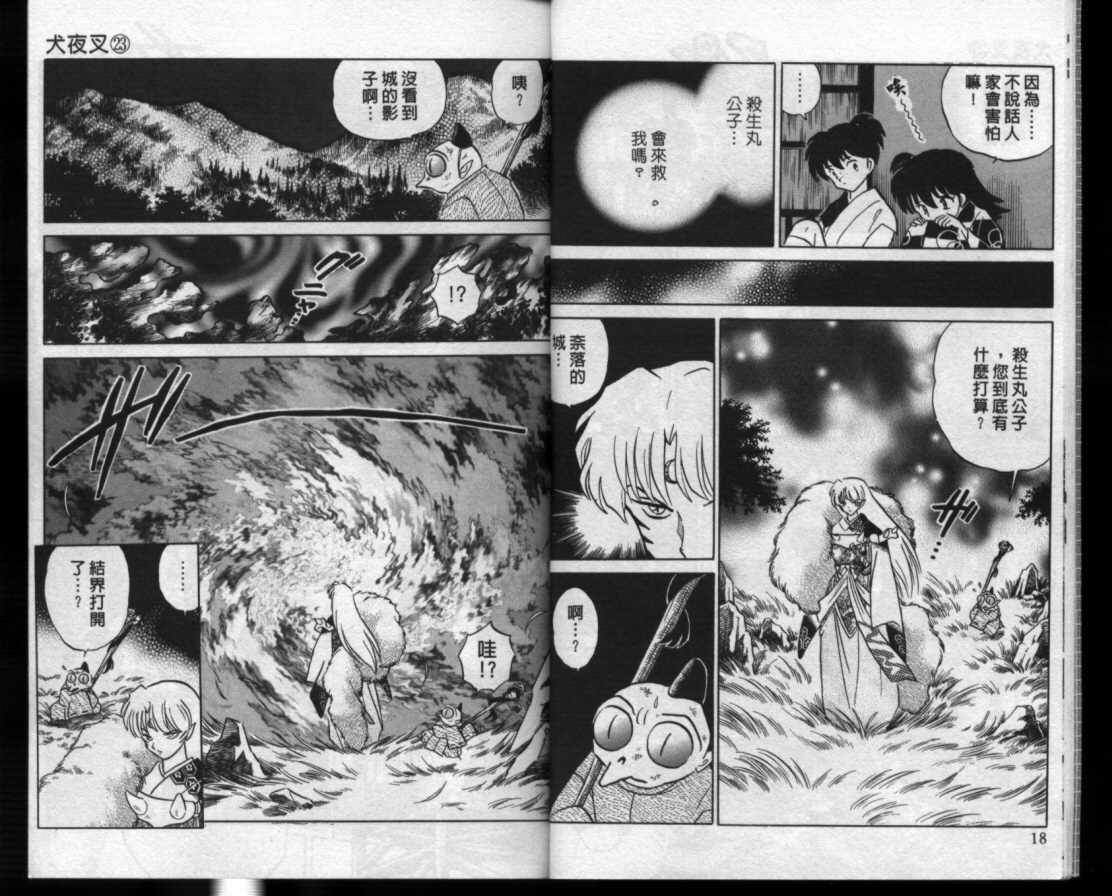 犬夜叉㉓
因為……
不說話人
家會害怕
嘛！
唉～～～
……
殺生丸
公子…
會來救
我嗎？。
殺生丸公子
，您到底有
什麼打算？
ザッ…
奈落的
城…
啊…？
18
咦？
沒看到
城的影
子啊…
グニャ…
!?
哇!?
……
結界打開
了…？